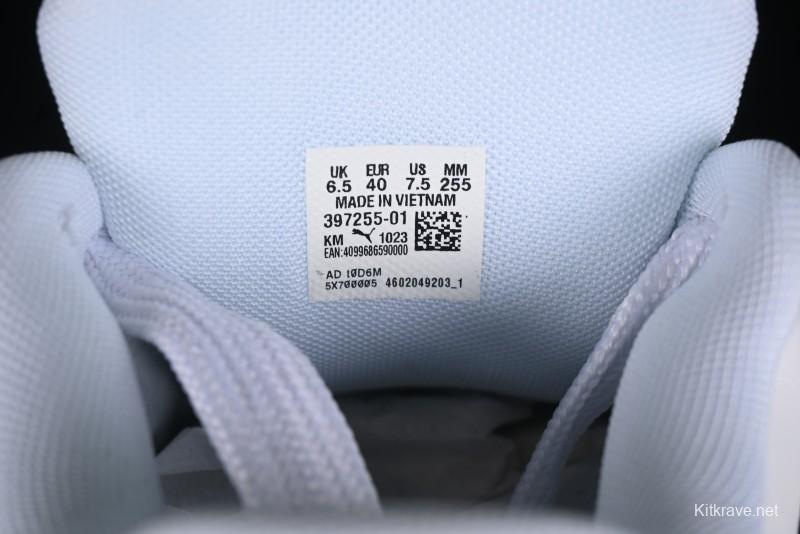 UK EUR US MM
6.5 40 7.5 255
MADE IN VIETNAM
397255-01
KM 1023
EAN:4099686590000
AD 10D6M
5X700005 4602049203_1
Kitkrave.net